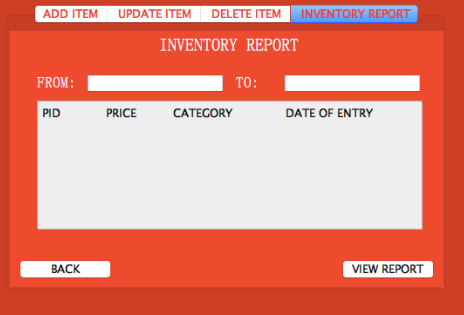 ADD ITEM UPDATE ITEM DELETE ITEM INVENTORY REPORT
INVENTORY REPORT
FROM: TO:
PID PRICE CATEGORY DATE OF ENTRY
BACK VIEW REPORT